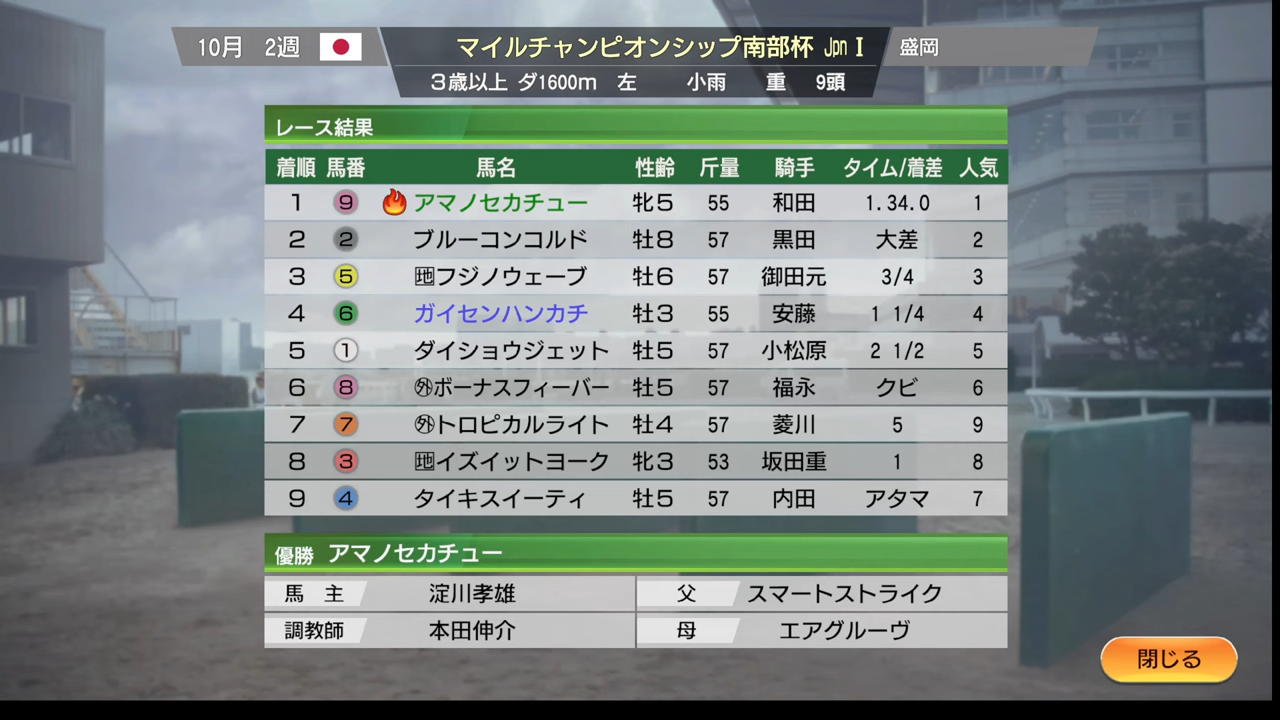 10月 2週 マイルチャンピオンシップ南部杯 JpnⅠ 盛岡
3歳以上 ダ1600m 左 小雨 重 9頭
レース結果
着順 馬番 馬名 性齢 斤量 騎手 タイム/着差 人気
1 9 アマノセカチュー 牝5 55 和田 1.34.0 1
2 2 ブルーコンコルド 牡8 57 黒田 大差 2
3 5 地フジノウェーブ 牡6 57 御田元 3/4 3
4 6 ガイセンハンカチ 牡3 55 安藤 1 1/4 4
5 1 ダイショウジェット 牡5 57 小松原 2 1/2 5
6 8 外ボーナスフィーバー 牡5 57 福永 クビ 6
7 7 外トロピカルライト 牡4 57 菱川 5 9
8 3 地イズイットヨーク 牝3 53 坂田重 1 8
9 4 タイキスイーティ 牡5 57 内田 アタマ 7
優勝 アマノセカチュー
馬 主 淀川孝雄 父 スマートストライク
調教師 本田伸介 母 エアグルーヴ
閉じる